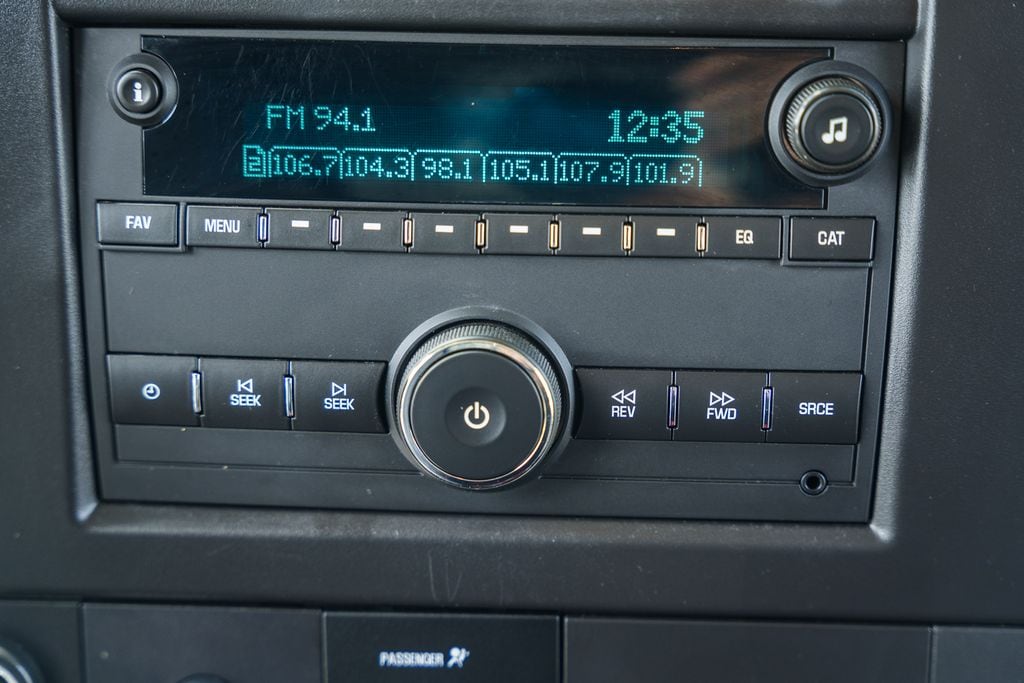 FM 94.1 12:35
2 106.7 104.3 98.1 105.1 107.9 101.9
FAV MENU EQ CAT
SEEK SEEK REV FWD SRCE
PASSENGER